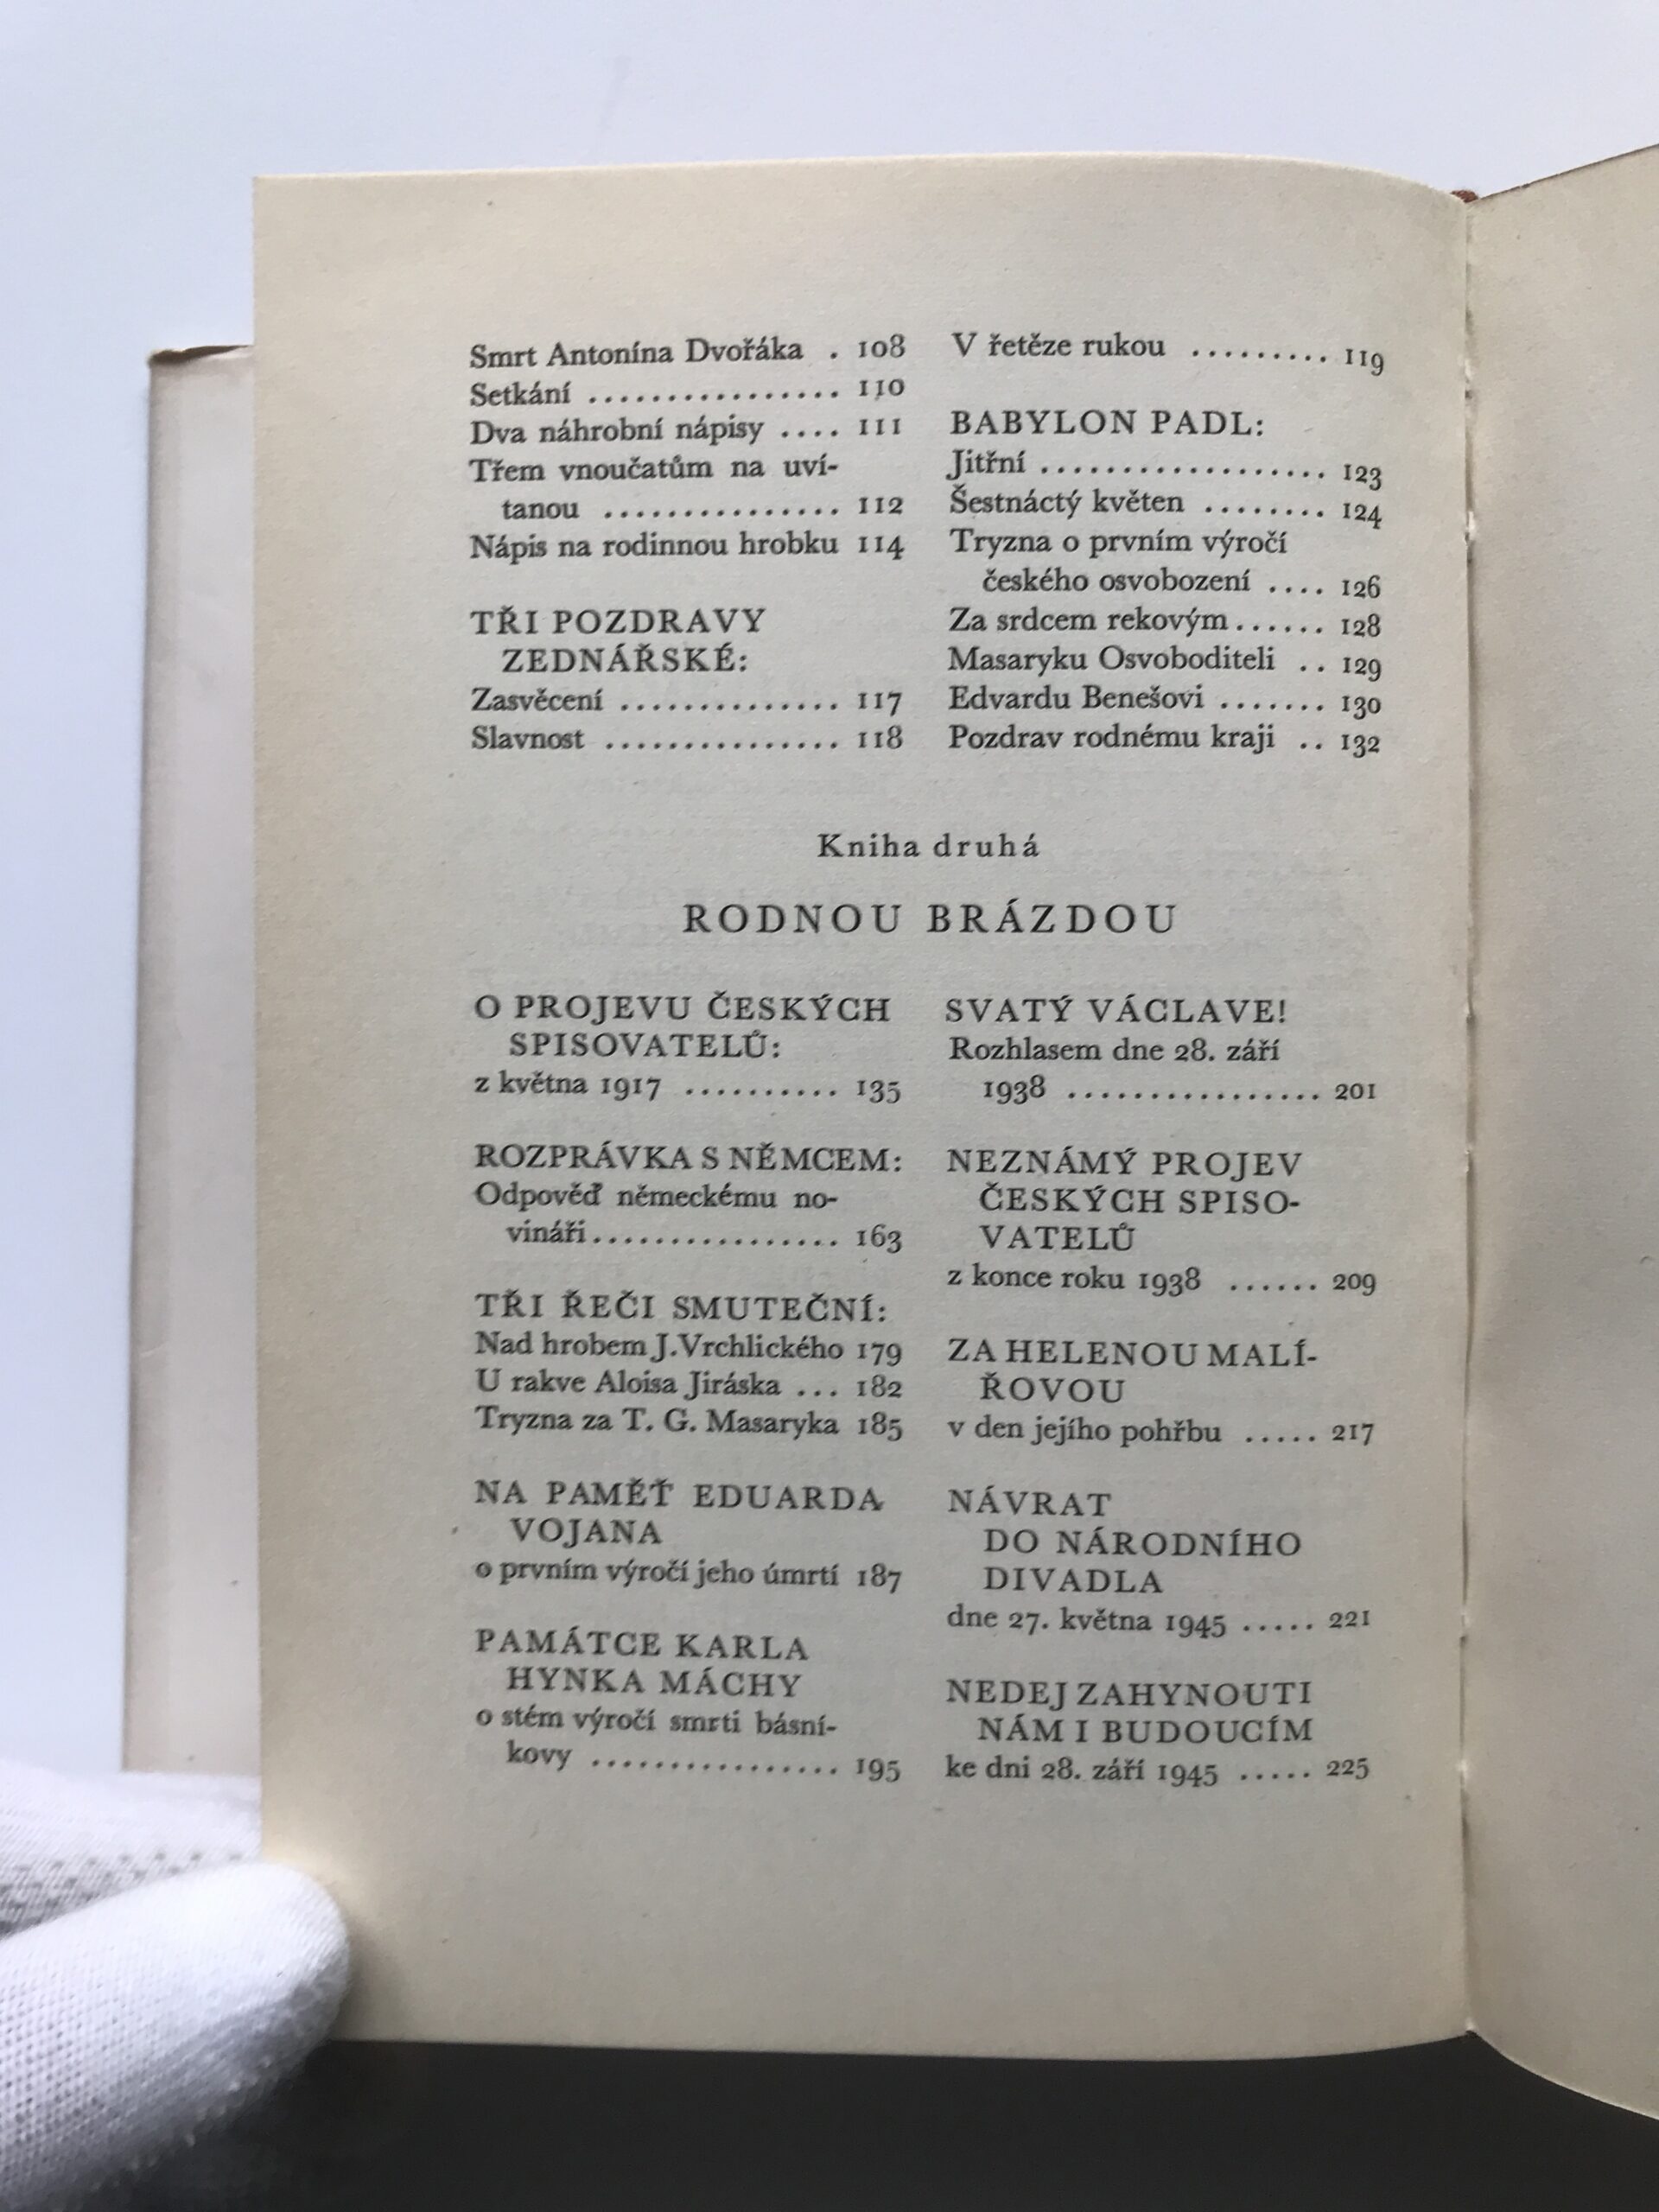 Smrt Antonína Dvořáka . 108
Setkání ................ 110
Dva náhrobní nápisy .... 111
Třem vnoučatům na uví-
tanou ............... 112
Nápis na rodinnou hrobku 114
TŘI POZDRAVY
ZEDNÁŘSKÉ:
Zasvěcení .............. 117
Slavnost ............... 118
V řetěze rukou ......... 119
BABYLON PADL:
Jitřní .................. 123
Šestnáctý květen ........ 124
Tryzna o prvním výročí
českého osvobození .... 126
Za srdcem rekovým...... 128
Masaryku Osvoboditeli .. 129
Edvardu Benešovi ....... 130
Pozdrav rodnému kraji .. 132
Kniha druhá
RODNOU BRÁZDOU
O PROJEVU ČESKÝCH
SPISOVATELŮ:
z května 1917 .......... 135
ROZPRÁVKA S NĚMCEM:
Odpověď německému no-
vináři................ 163
TŘI ŘEČI SMUTEČNÍ:
Nad hrobem J.Vrchlického 179
U rakve Aloisa Jiráska ... 182
Tryzna za T. G. Masaryka 185
NA PAMĚŤ EDUARDA
VOJANA
o prvním výročí jeho úmrtí 187
PAMÁTCE KARLA
HYNKA MÁCHY
o stém výročí smrti básní-
kovy ................ 195
SVATÝ VÁCLAVE!
Rozhlasem dne 28. září
1938 ................ 201
NEZNÁMÝ PROJEV
ČESKÝCH SPISO-
VATELŮ
z konce roku 1938 ...... 209
ZA HELENOU MALÍ-
ŘOVOU
v den jejího pohřbu ..... 217
NÁVRAT
DO NÁRODNÍHO
DIVADLA
dne 27. května 1945 ..... 221
NEDEJ ZAHYNOUTI
NÁM I BUDOUCÍM
ke dni 28. září 1945 ..... 225